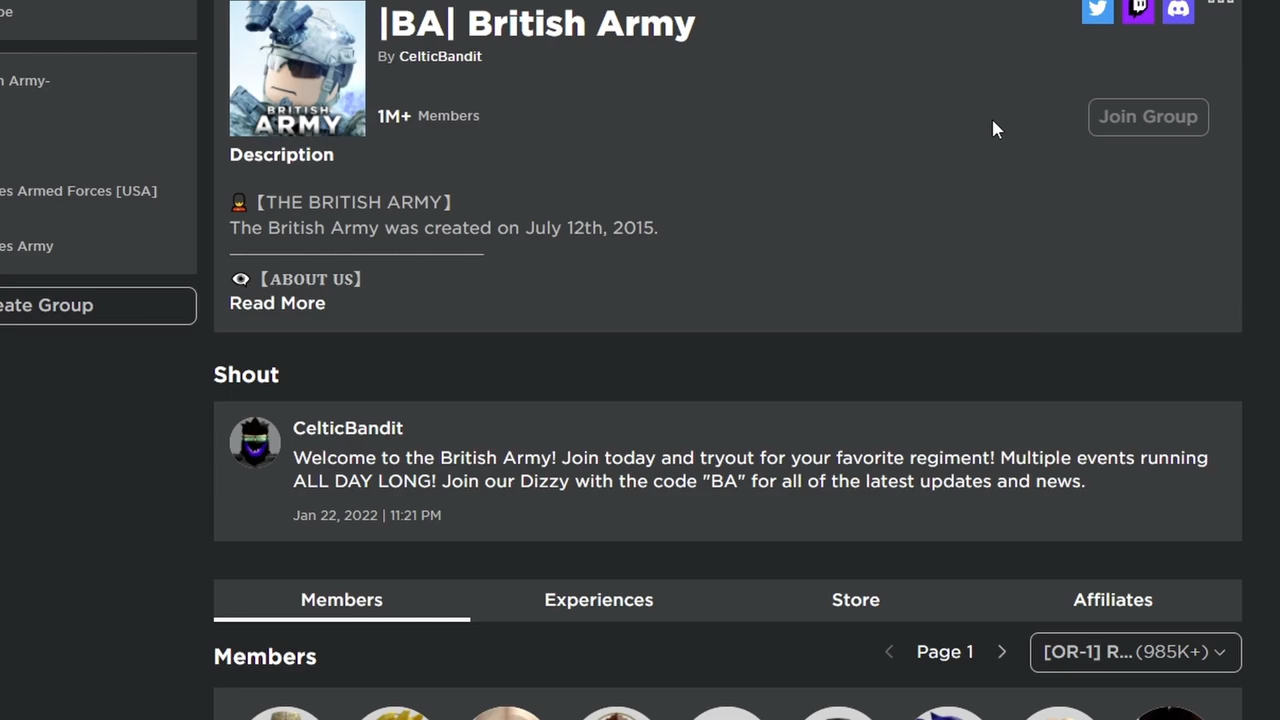 pe
|BA| British Army
By CelticBandit
n Army-
BRITISH
ARMY
1M+ Members
Join Group
Description
es Armed Forces [USA]
【THE BRITISH ARMY】
The British Army was created on July 12th, 2015.
es Army
【ABOUT US】
eate Group
Read More
Shout
CelticBandit
Welcome to the British Army! Join today and tryout for your favorite regiment! Multiple events running
ALL DAY LONG! Join our Dizzy with the code "BA" for all of the latest updates and news.
Jan 22, 2022 | 11:21 PM
Members
Experiences
Store
Affiliates
Members
Page 1
[OR-1] R... (985K+)